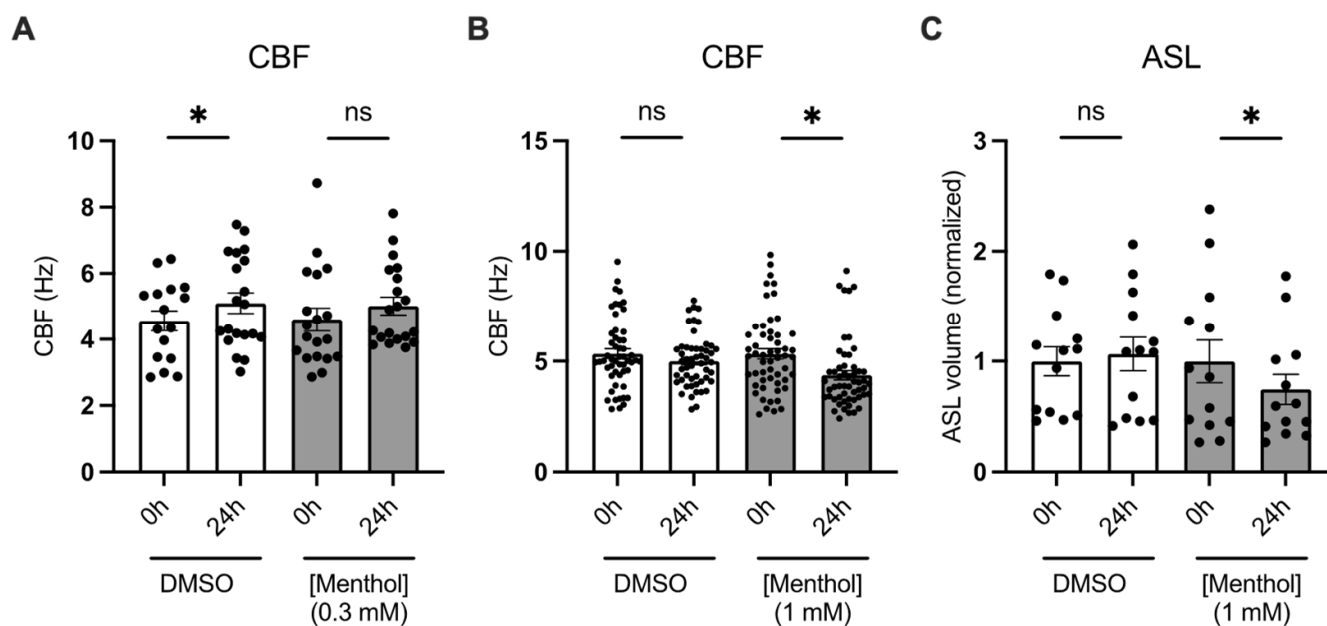 A
CBF
*
ns
CBF (Hz)
10
8
6
4
2
0
0h
24h
0h
24h
DMSO
[Menthol]
(0.3 mM)
B
CBF
ns
*
CBF (Hz)
15
10
5
0
0h
24h
0h
24h
DMSO
[Menthol]
(1 mM)
C
ASL
ns
*
ASL volume (normalized)
3
2
1
0
0h
24h
0h
24h
DMSO
[Menthol]
(1 mM)